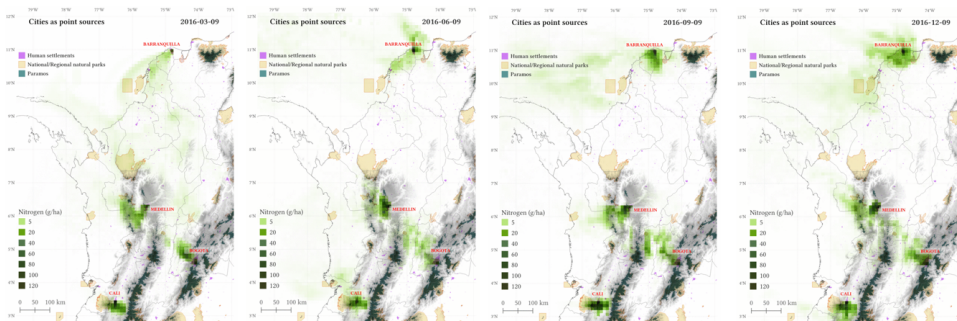 Cities as point sources 2016-03-09
BARRANQUILLA
Human settlements
National/Regional natural parks
Paramos
MEDELLIN
Nitrogen (g/ha)
5
20
40
60
80
100
120
BOGOTA
CALI
0 50 100 km
Cities as point sources 2016-06-09
BARRANQUILLA
Human settlements
National/Regional natural parks
Paramos
MEDELLIN
Nitrogen (g/ha)
5
20
40
60
80
100
120
BOGOTA
CALI
0 50 100 km
Cities as point sources 2016-09-09
BARRANQUILLA
Human settlements
National/Regional natural parks
Paramos
MEDELLIN
Nitrogen (g/ha)
5
20
40
60
80
100
120
BOGOTA
CALI
0 50 100 km
Cities as point sources 2016-12-09
BARRANQUILLA
Human settlements
National/Regional natural parks
Paramos
MEDELLIN
Nitrogen (g/ha)
5
20
40
60
80
100
120
BOGOTA
CALI
0 50 100 km